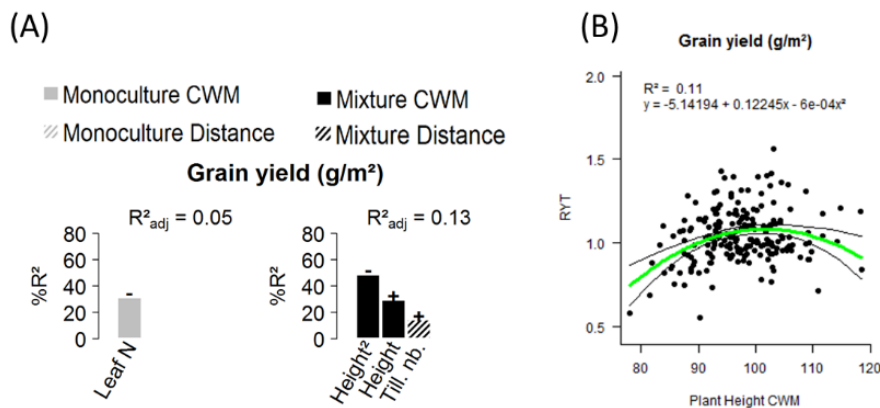 (A)
Monoculture CWM
Mixture CWM
Monoculture Distance
Mixture Distance
Grain yield (g/m²)
R²adj = 0.05
R²adj = 0.13
%R²
80
60
40
20
0
-
Leaf N
%R²
80
60
40
20
0
-
+
+
Height²
Height
Till. nb.
(B)
Grain yield (g/m²)
R² = 0.11
y = -5.14194 + 0.12245x - 6e-04x²
RYT
2.0
1.5
1.0
0.5
80
90
100
110
120
Plant Height CWM